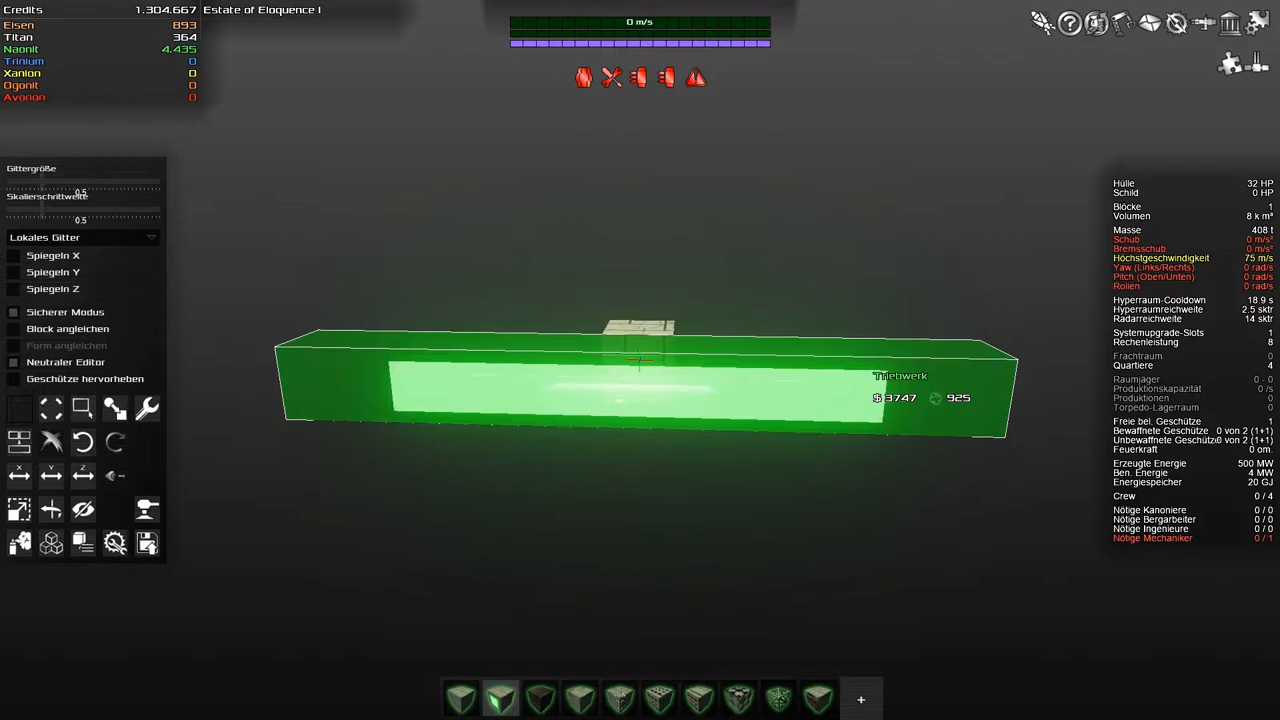 Credits 1.304.667 Estate of Eloquence I
Eisen 893
Titan 364
Naonit 4.435
Trinium 0
Xanion 0
Ogonit 0
Avorion 0
0 m/s
Gittergröße
0.5
Skalierschrittweite
0.5
Lokales Gitter
Spiegeln X
Spiegeln Y
Spiegeln Z
Sicherer Modus
Block angleichen
Form angleichen
Neutraler Editor
Geschütze hervorheben
X Y Z
Triebwerk
$ 3747 925
Hülle 32 HP
Schild 0 HP
Blöcke 1
Volumen 8 k m³
Masse 408 t
Schub 0 m/s²
Bremsschub 0 m/s²
Höchstgeschwindigkeit 75 m/s
Yaw (Links/Rechts) 0 rad/s
Pitch (Oben/Unten) 0 rad/s
Rollen 0 rad/s
Hyperraum-Cooldown 18.9 s
Hyperraumreichweite 2.5 sktr
Radarreichweite 14 sktr
Systemupgrade-Slots 1
Rechenleistung 8
Frachtraum 0
Quartiere 4
Raumjäger 0 - 0
Produktionskapazität 0 /s
Produktionen 0
Torpedo-Lagerraum 0
Freie bel. Geschütze 1
Bewaffnete Geschütze 0 von 2 (1+1)
Unbewaffnete Geschütze 0 von 2 (1+1)
Feuerkraft 0 om.
Erzeugte Energie 500 MW
Ben. Energie 4 MW
Energiespeicher 20 GJ
Crew 0 / 4
Nötige Kanoniere 0 / 0
Nötige Bergarbeiter 0 / 0
Nötige Ingenieure 0 / 0
Nötige Mechaniker 0 / 1